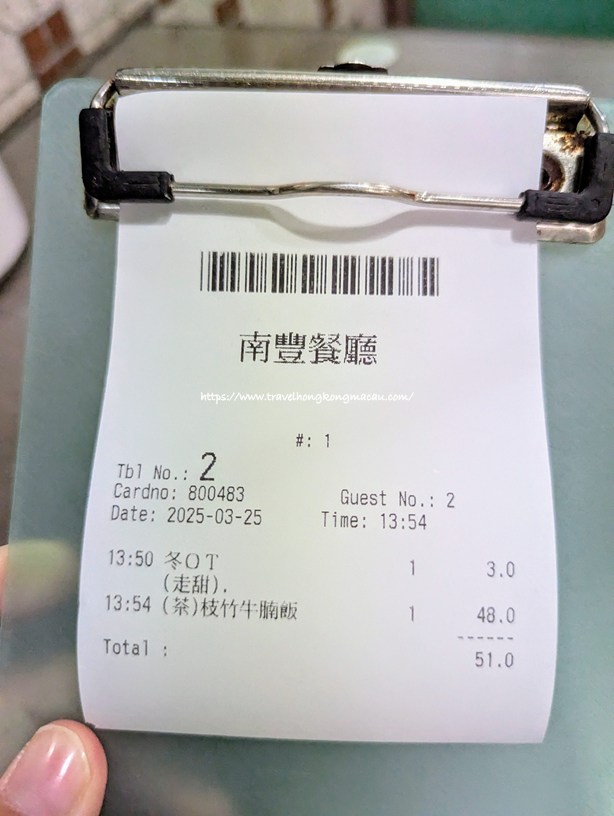 南豐餐廳
https://www.travelhongkongmacau.com/
#: 1
Tbl No.: 2
Cardno: 800483 Guest No.: 2
Date: 2025-03-25 Time: 13:54
13:50 冬OT 1 3.0
(走甜).
13:54 (茶)枝竹牛腩飯 1 48.0
------
Total : 51.0